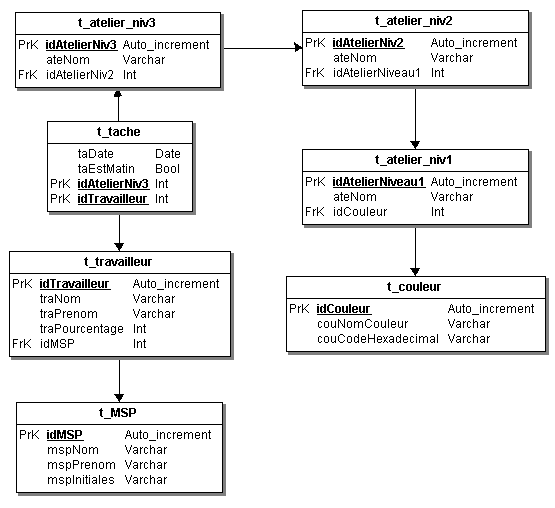 t_atelier_niv3
PrK idAtelierNiv3 Auto_increment
ateNom Varchar
FrK idAtelierNiv2 Int
t_atelier_niv2
PrK idAtelierNiv2 Auto_increment
ateNom Varchar
FrK idAtelierNiveau1 Int
t_tache
taDate Date
taEstMatin Bool
PrK idAtelierNiv3 Int
PrK idTravailleur Int
t_atelier_niv1
PrK idAtelierNiveau1 Auto_increment
ateNom Varchar
FrK idCouleur Int
t_travailleur
PrK idTravailleur Auto_increment
traNom Varchar
traPrenom Varchar
traPourcentage Int
FrK idMSP Int
t_couleur
PrK idCouleur Auto_increment
couNomCouleur Varchar
couCodeHexadecimal Varchar
t_MSP
PrK idMSP Auto_increment
mspNom Varchar
mspPrenom Varchar
mspInitiales Varchar